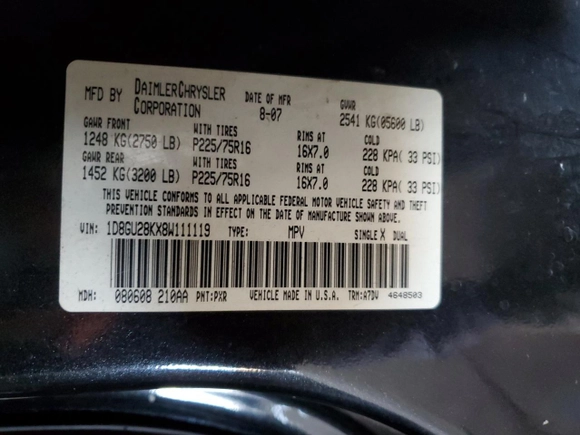 MFD BY DAIMLERCHRYSLER CORPORATION
DATE OF MFR 8-07
GVWR 2541 KG(05600 LB)
GAWR FRONT WITH TIRES RIMS AT COLD
1248 KG(2750 LB) P225/75R16 16X7.0 228 KPA( 33 PSI)
GAWR REAR WITH TIRES RIMS AT COLD
1452 KG(3200 LB) P225/75R16 16X7.0 228 KPA( 33 PSI)
THIS VEHICLE CONFORMS TO ALL APPLICABLE FEDERAL MOTOR VEHICLE SAFETY AND THEFT
PREVENTION STANDARDS IN EFFECT ON THE DATE OF MANUFACTURE SHOWN ABOVE.
VIN: 1D8GU28KX8W111119 TYPE: MPV SINGLE X DUAL
MDH: 080608 210AA PNT:PXR VEHICLE MADE IN U.S.A. TRM:A7DV 4648503